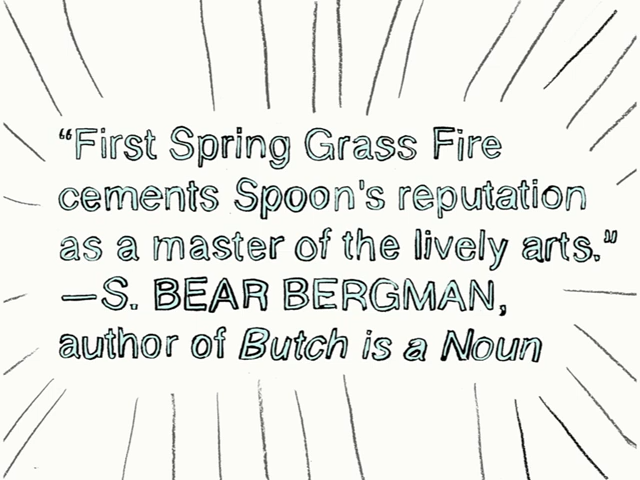 “First Spring Grass Fire
cements Spoon's reputation
as a master of the lively arts.”
—S. BEAR BERGMAN,
author of Butch is a Noun